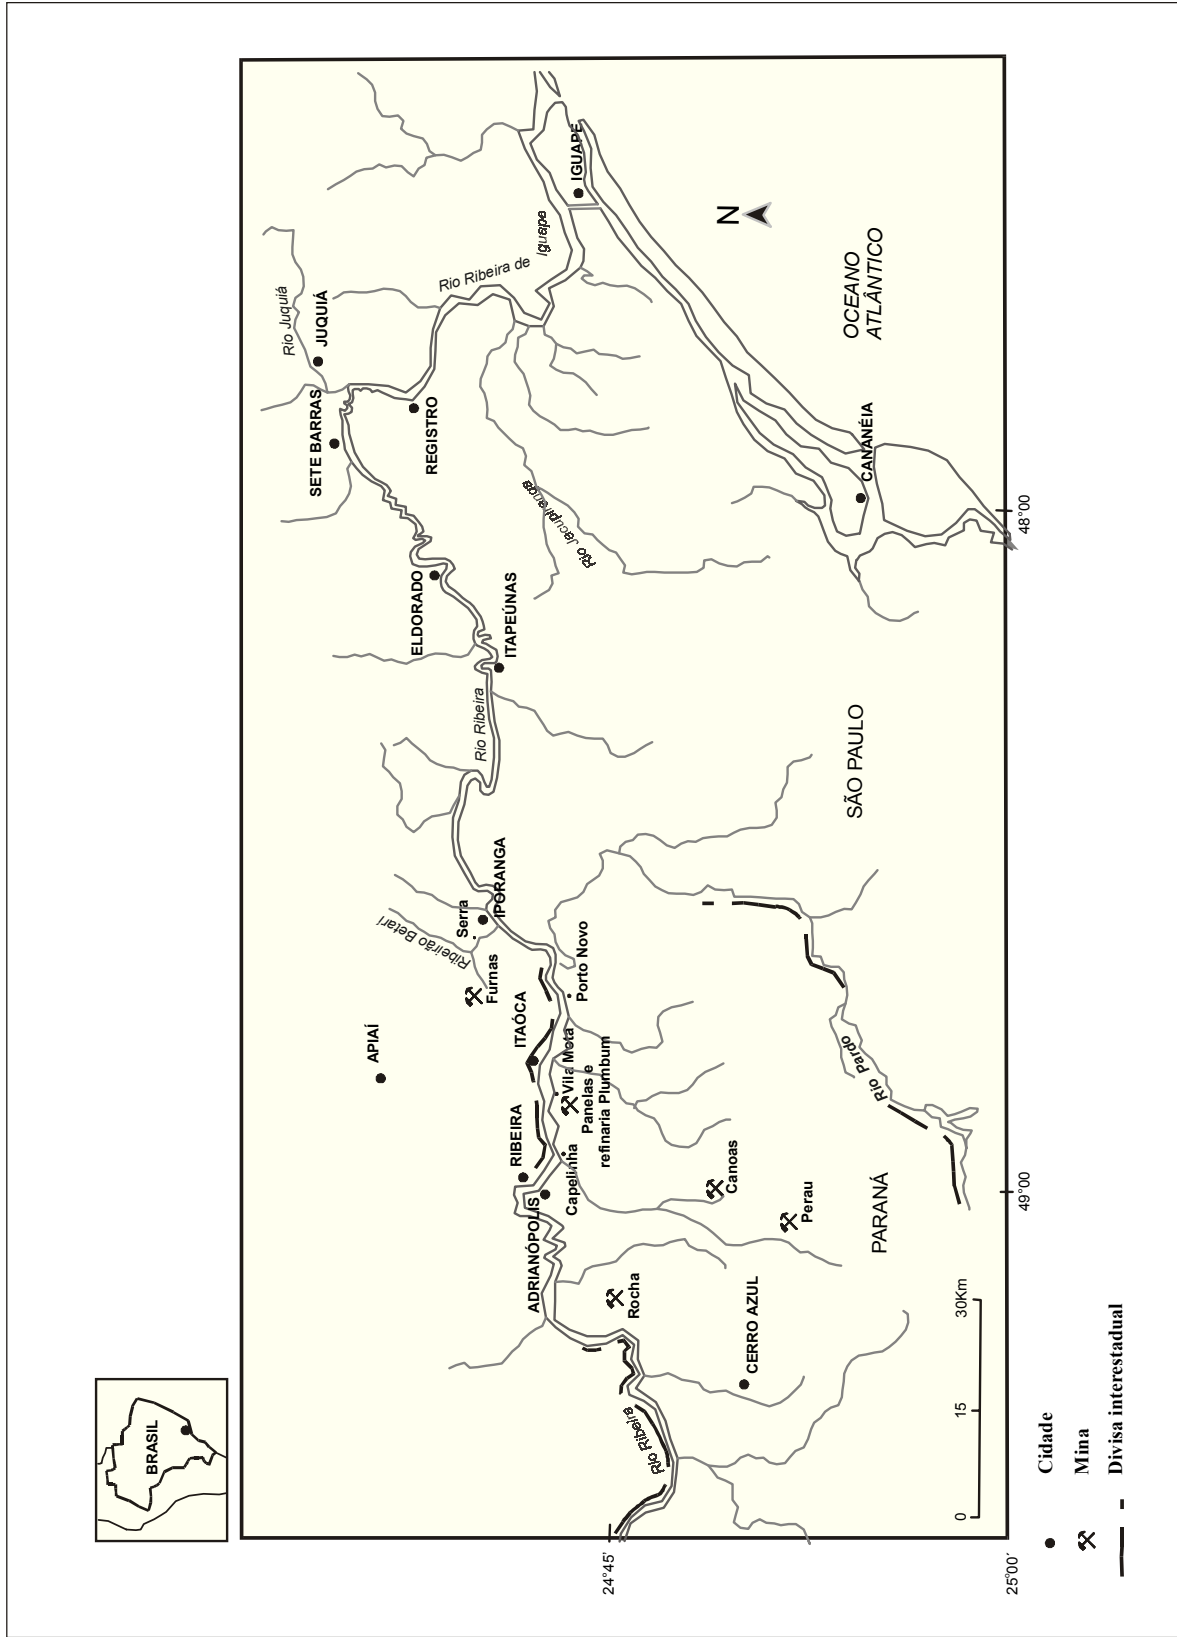 BRASIL
Rio Juquiá
JUQUIÁ
SETE BARRAS
REGISTRO
Rio Ribeira de
Iguape
IGUAPE
N
OCEANO
ATLÂNTICO
CANANÉIA
Rio Jacupiranga
ELDORADO
ITAPEÚNAS
Rio Ribeira
SÃO PAULO
IPORANGA
Serra
Ribeirão Betarí
Furnas
APIAÍ
ITAÓCA
Porto Novo
Vila Mota
Panelas e
refinaria Plumbum
RIBEIRA
Capelinha
ADRIANÓPOLIS
Canoas
Perau
Rocha
CERRO AZUL
PARANÁ
Rio Pardo
Rio Ribeira
48°00
49°00
24°45'
25°00'
0
15
30Km
Cidade
Mina
Divisa interestadual